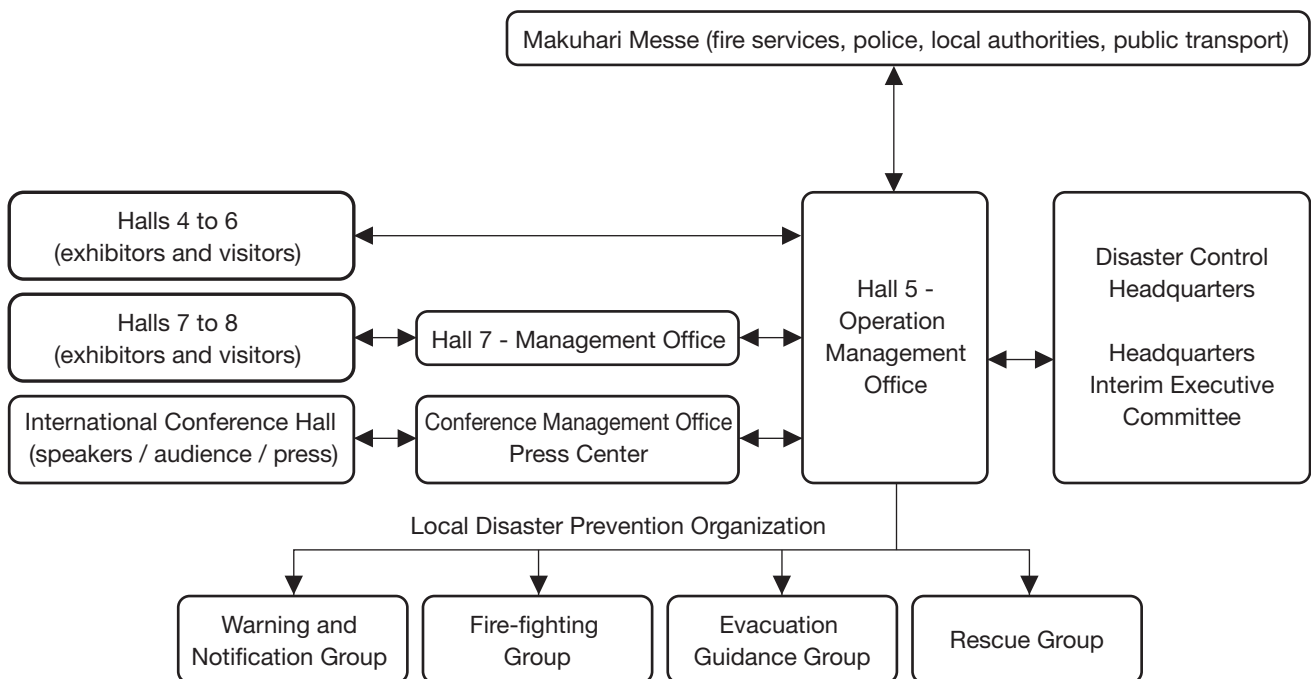 Makuhari Messe (fire services, police, local authorities, public transport)
Halls 4 to 6
(exhibitors and visitors)
Halls 7 to 8
(exhibitors and visitors)
Hall 7 - Management Office
International Conference Hall
(speakers / audience / press)
Conference Management Office
Press Center
Hall 5 -
Operation
Management
Office
Disaster Control
Headquarters
Headquarters
Interim Executive
Committee
Local Disaster Prevention Organization
Warning and
Notification Group
Fire-fighting
Group
Evacuation
Guidance Group
Rescue Group